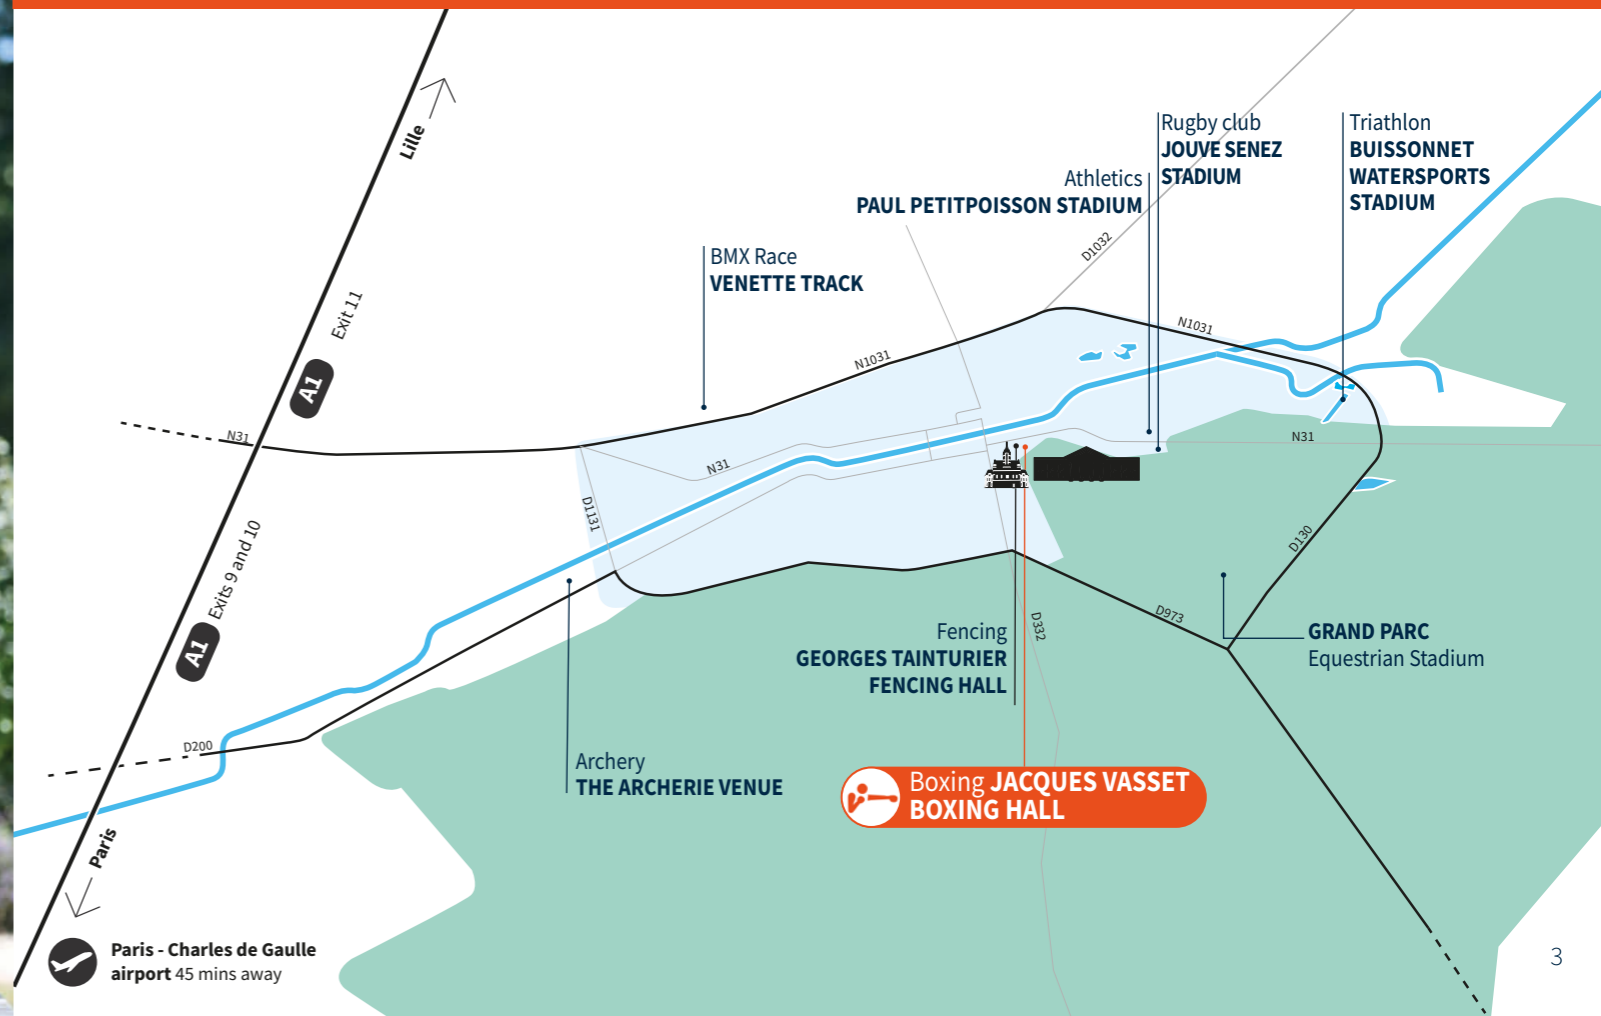 Lille
Exit 11
A1
N31
Exits 9 and 10
A1
D200
Paris
Paris - Charles de Gaulle
airport 45 mins away
BMX Race
VENETTE TRACK
N1031
Athletics
PAUL PETITPOISSON STADIUM
Rugby club
JOUVE SENEZ
STADIUM
Triathlon
BUISSONNET
WATERSPORTS
STADIUM
D1032
N1031
N31
N31
D1131
D130
D973
D332
Fencing
GEORGES TAINTURIER
FENCING HALL
GRAND PARC
Equestrian Stadium
Archery
THE ARCHERIE VENUE
Boxing JACQUES VASSET
BOXING HALL
3